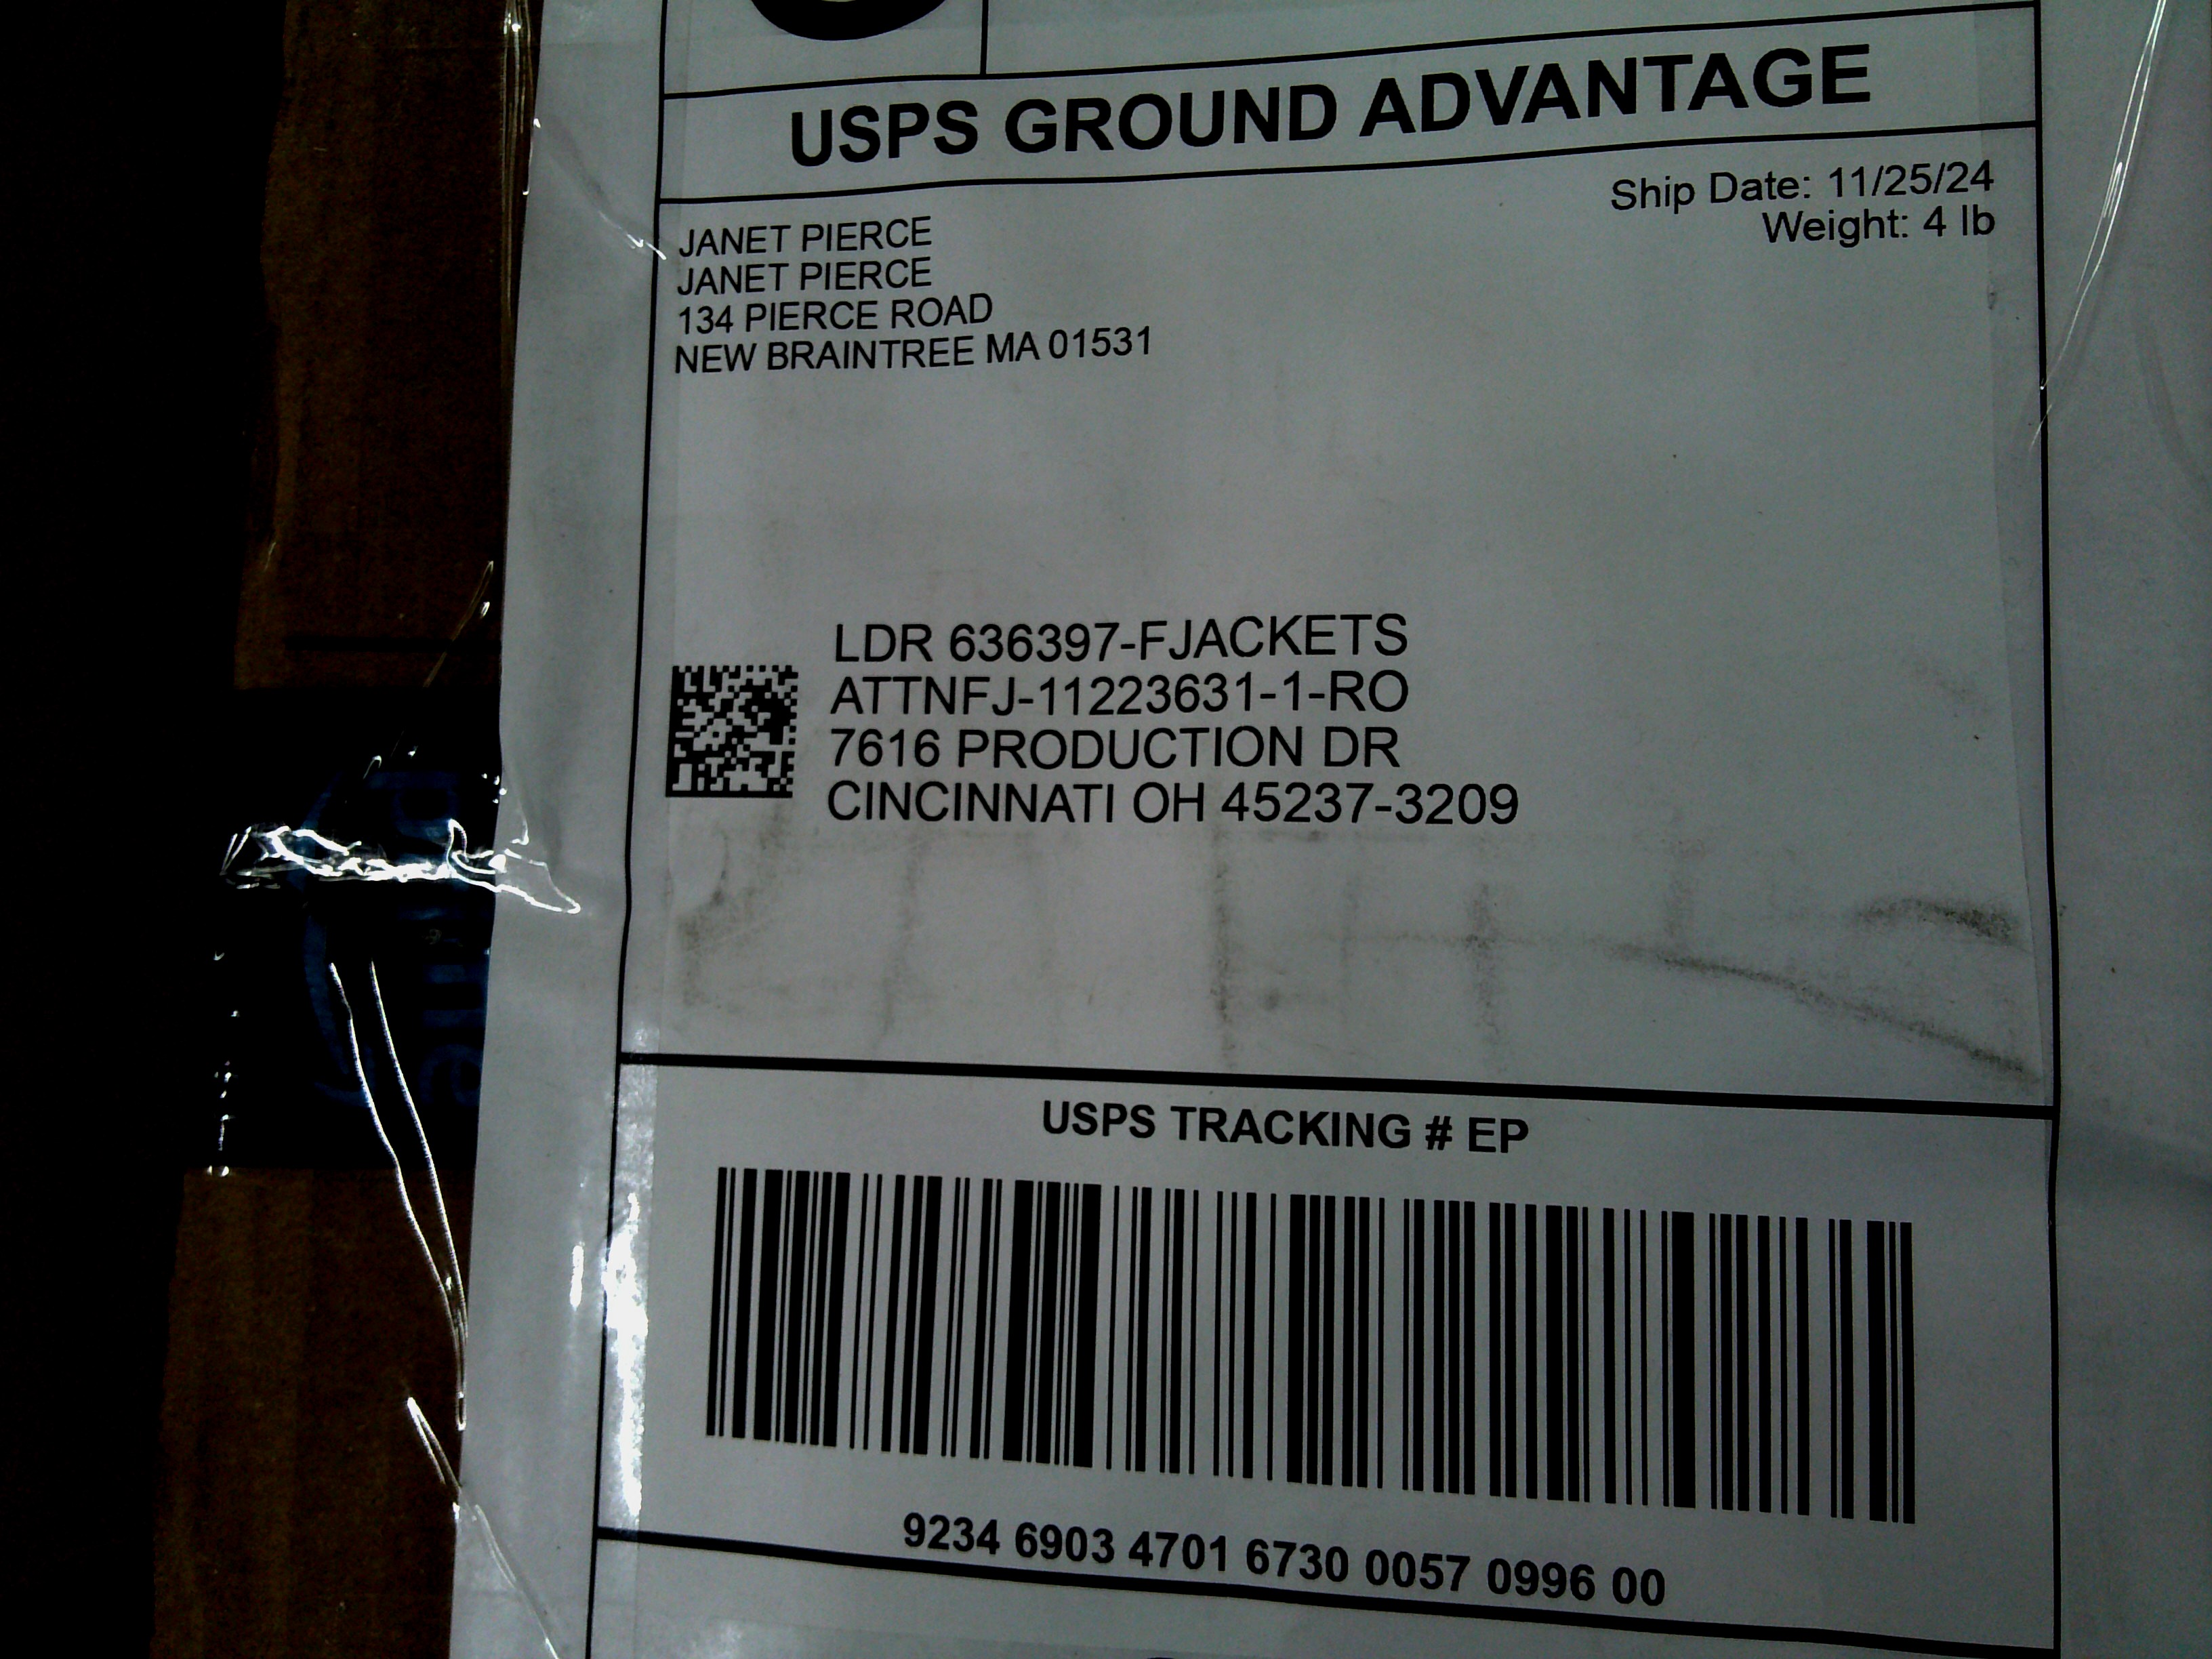 USPS GROUND ADVANTAGE
Ship Date: 11/25/24
Weight: 4 lb
JANET PIERCE
JANET PIERCE
134 PIERCE ROAD
NEW BRAINTREE MA 01531
LDR 636397-FJACKETS
ATTNFJ-11223631-1-RO
7616 PRODUCTION DR
CINCINNATI OH 45237-3209
USPS TRACKING # EP
9234 6903 4701 6730 0057 0996 00